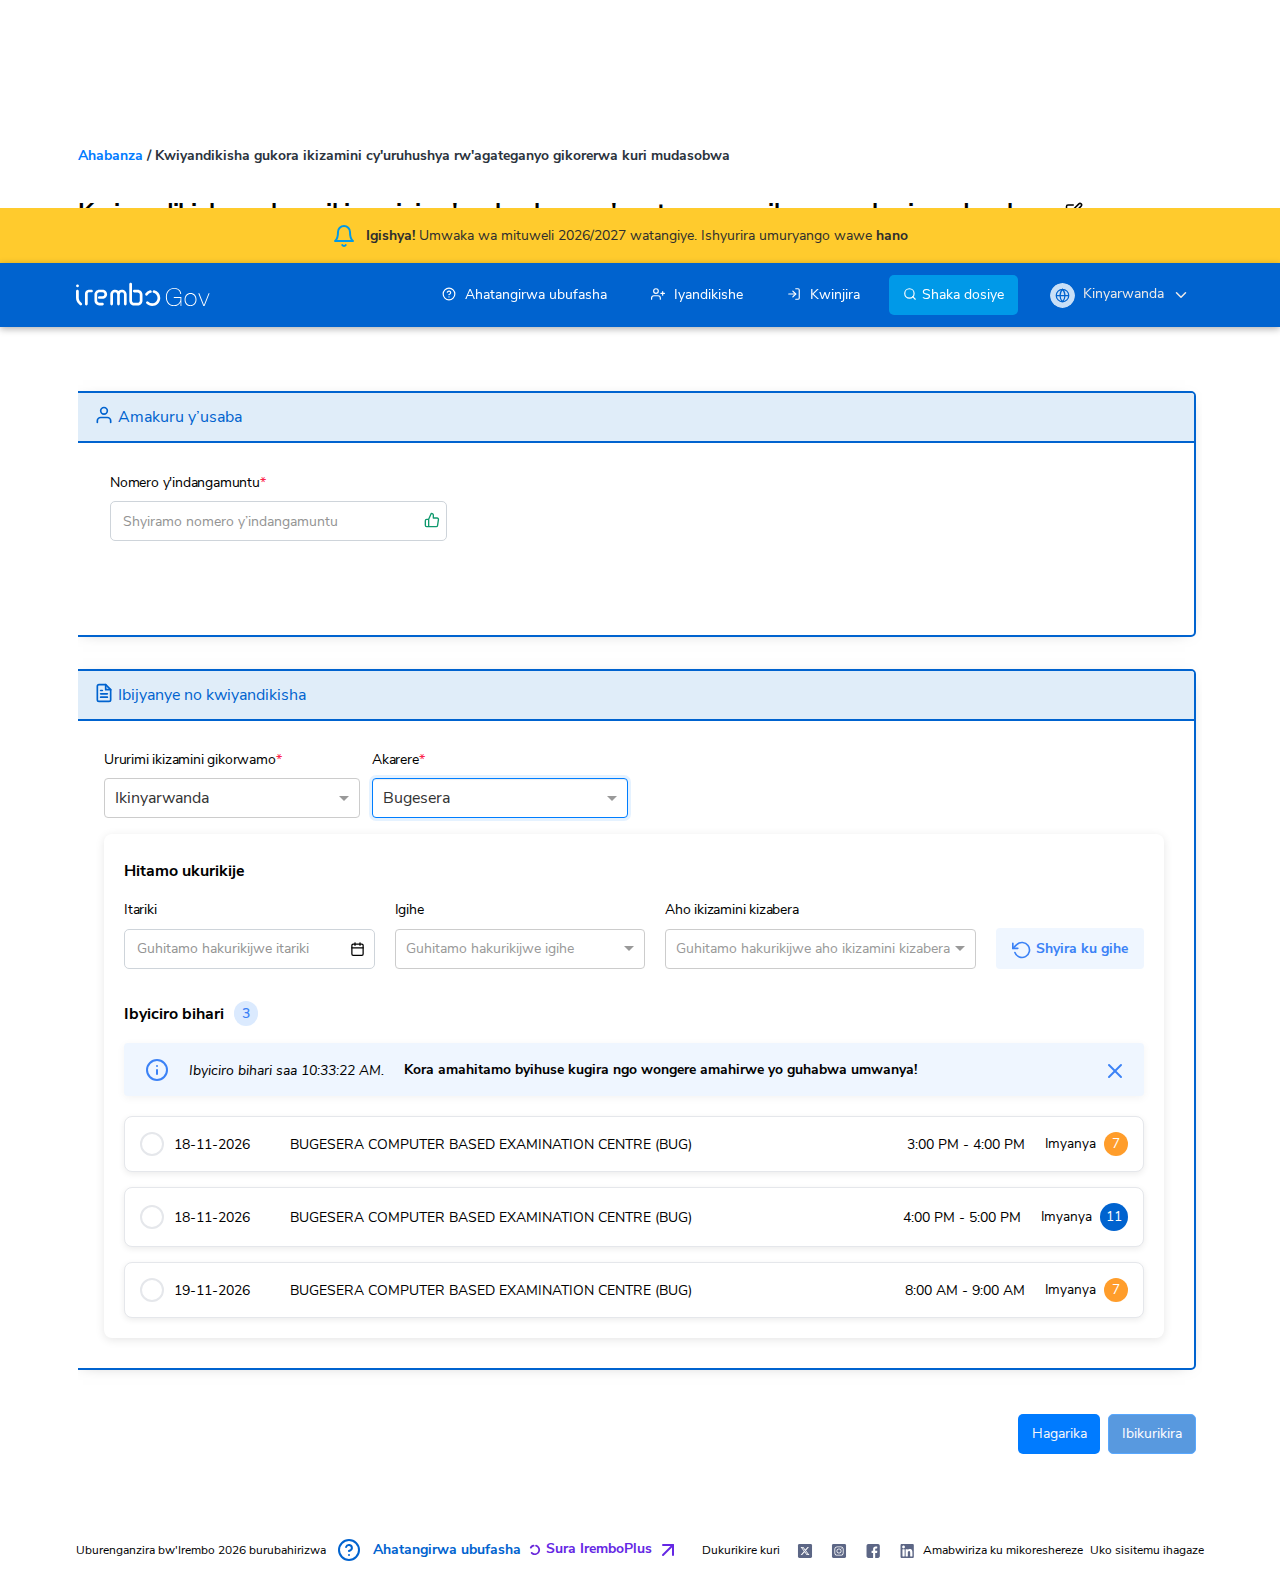 Ahabanza / Kwiyandikisha gukora ikizamini cy'uruhushya rw'agateganyo gikorerwa kuri mudasobwa
Igishya! Umwaka wa mituweli 2026/2027 watangiye. Ishyurira umuryango wawe hano
irembo Gov
Ahatangirwa ubufasha
Iyandikishe
Kwinjira
Shaka dosiye
Kinyarwanda
Amakuru y’usaba
Nomero y'indangamuntu*
Shyiramo nomero y’indangamuntu
Ibijyanye no kwiyandikisha
Ururimi ikizamini gikorwamo* Akarere*
Ikinyarwanda Bugesera
Hitamo ukurikije
Itariki Igihe Aho ikizamini kizabera
Guhitamo hakurikijwe itariki Guhitamo hakurikijwe igihe Guhitamo hakurikijwe aho ikizamini kizabera Shyira ku gihe
Ibyiciro bihari 3
Ibyiciro bihari saa 10:33:22 AM. Kora amahitamo byihuse kugira ngo wongere amahirwe yo guhabwa umwanya!
18-11-2026 BUGESERA COMPUTER BASED EXAMINATION CENTRE (BUG) 3:00 PM - 4:00 PM Imyanya 7
18-11-2026 BUGESERA COMPUTER BASED EXAMINATION CENTRE (BUG) 4:00 PM - 5:00 PM Imyanya 11
19-11-2026 BUGESERA COMPUTER BASED EXAMINATION CENTRE (BUG) 8:00 AM - 9:00 AM Imyanya 7
Hagarika Ibikurikira
Uburenganzira bw'Irembo 2026 burubahirizwa Ahatangirwa ubufasha Sura IremboPlus Dukurikire kuri Amabwiriza ku mikoreshereze Uko sisitemu ihagaze